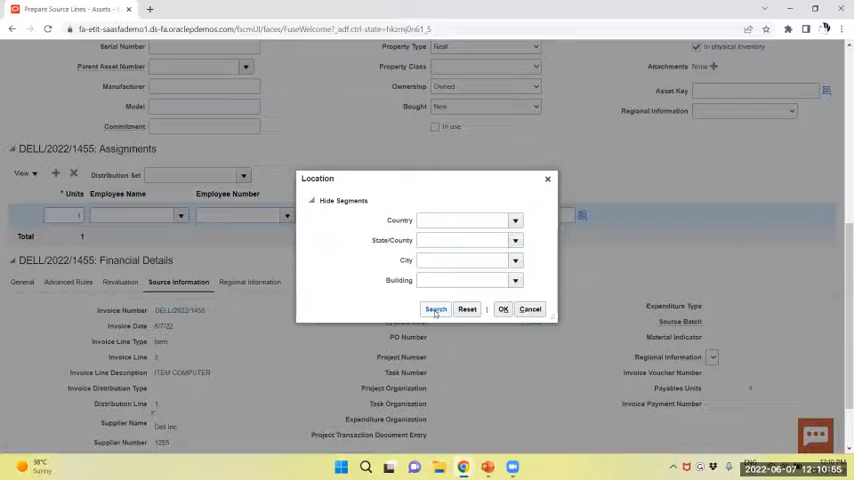 Prepare Source Lines - Assets - C
fa-etit-saasfademo1.ds-fa.oraclepdemos.com/fscmUI/faces/FuseWelcome?_adf.ctrl-state=hkzmj0n61_5
Serial Number
Property Type Real
In physical inventory
Parent Asset Number
Property Class
Attachments None
Manufacturer
Ownership Owned
Asset Key
Model
Bought New
Regional Information
Commitment
In use
DELL/2022/1455: Assignments
View
Distribution Set
* Units Employee Name Employee Number
1
Total 1
Location
Hide Segments
Country
State/County
City
Building
Search Reset | OK Cancel
DELL/2022/1455: Financial Details
General Advanced Rules Revaluation Source Information Regional Information
Invoice Number DELL/2022/1455
Invoice Date 6/7/22
Invoice Line Type Item
Invoice Line 3
Invoice Line Description ITEM COMPUTER
Invoice Distribution Type
Distribution Line 1
Supplier Name Dell Inc
Supplier Number 1255
PO Number
Project Number
Task Number
Project Organization
Task Organization
Expenditure Organization
Project Transaction Document Entry
Expenditure Type
Source Batch
Material Indicator
Regional Information
Invoice Voucher Number
Payables Units 1
Invoice Payment Number
38°C
Sunny
2022-06-07 12:10:55